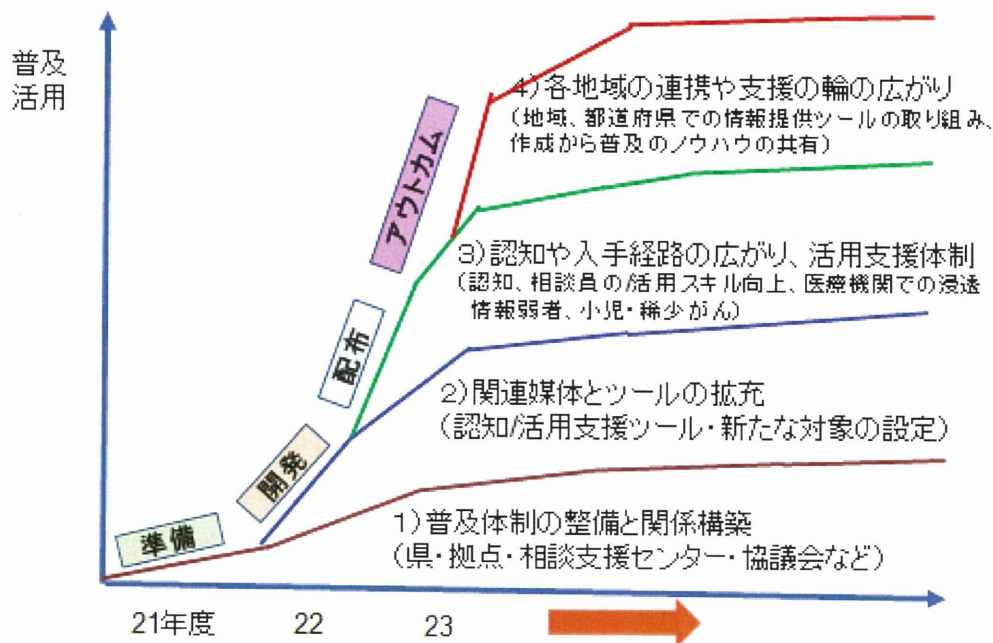 普及
活用
4)各地域の連携や支援の輪の広がり
(地域、都道府県での情報提供ツールの取り組み、
作成から普及のノウハウの共有)
アウトカム
3)認知や入手経路の広がり、活用支援体制
(認知、相談員の/活用スキル向上、医療機関での浸透
情報弱者、小児・稀少がん)
配布
2)関連媒体とツールの拡充
(認知/活用支援ツール・新たな対象の設定)
開発
1)普及体制の整備と関係構築
(県・拠点・相談支援センター・協議会など)
準備
21年度
22
23